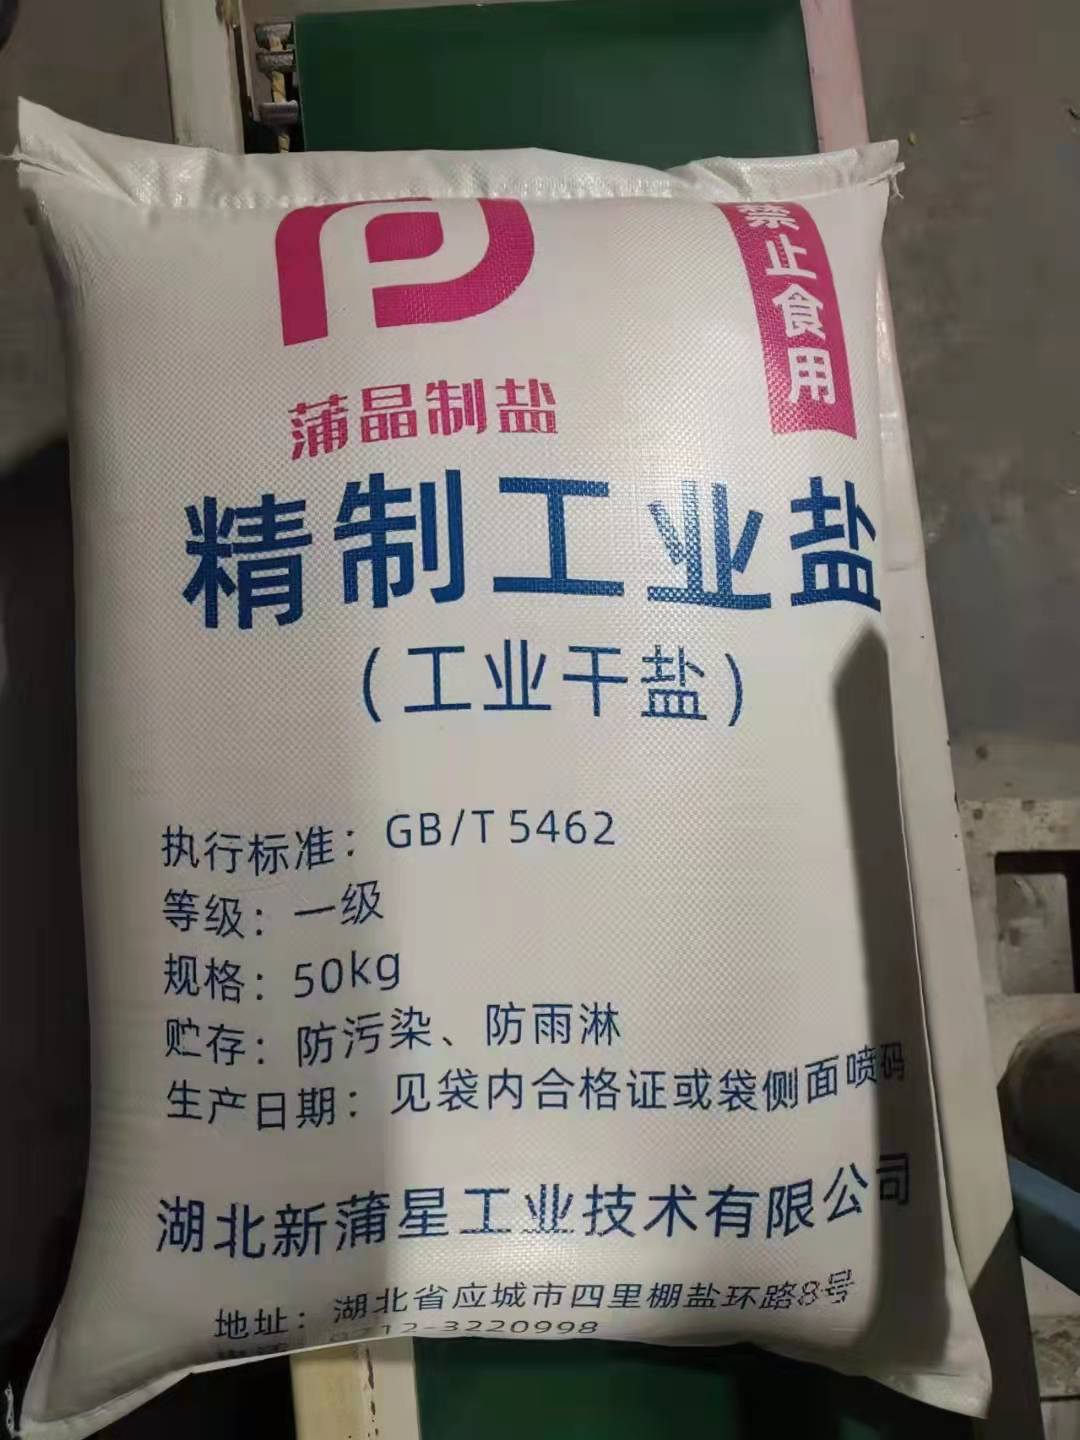 禁止食用
蒲晶制盐
精制工业盐
(工业干盐)
执行标准：GB/T 5462
等级：一级
规格：50kg
贮存：防污染、防雨淋
生产日期：见袋内合格证或袋侧面喷码
湖北新蒲星工业技术有限公司
地址：湖北省应城市四里棚盐环路8号
12-3220998